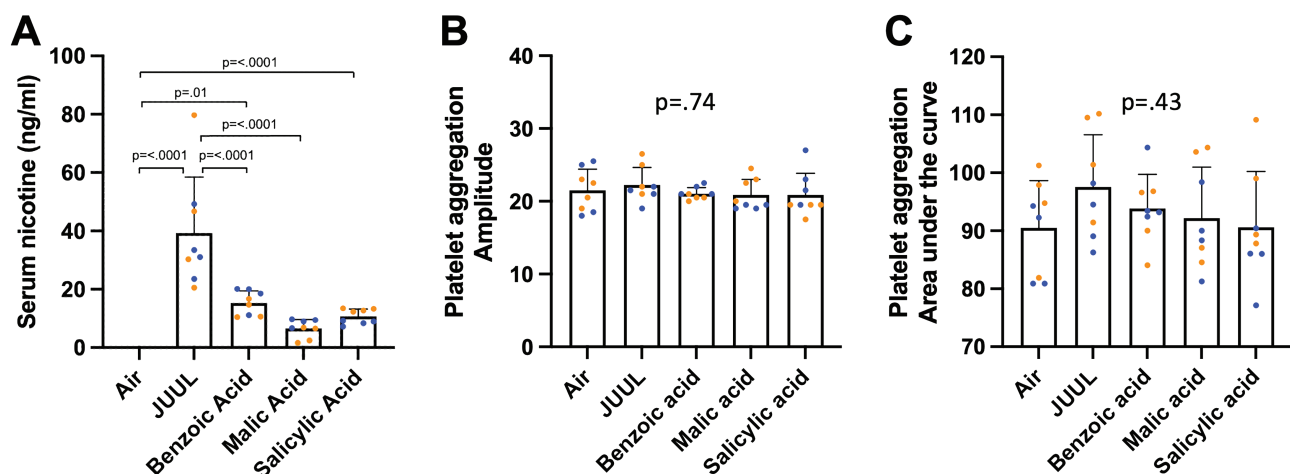 A
Serum nicotine (ng/ml)
100
80
60
40
20
0
p=<.0001
p=.01
p=<.0001
p=<.0001
p=<.0001
Air
JUUL
Benzoic Acid
Malic Acid
Salicylic Acid
B
Platelet aggregation
Amplitude
40
30
20
10
0
p=.74
Air
JUUL
Benzoic acid
Malic acid
Salicylic acid
C
Platelet aggregation
Area under the curve
120
110
100
90
80
70
p=.43
Air
JUUL
Benzoic acid
Malic acid
Salicylic acid